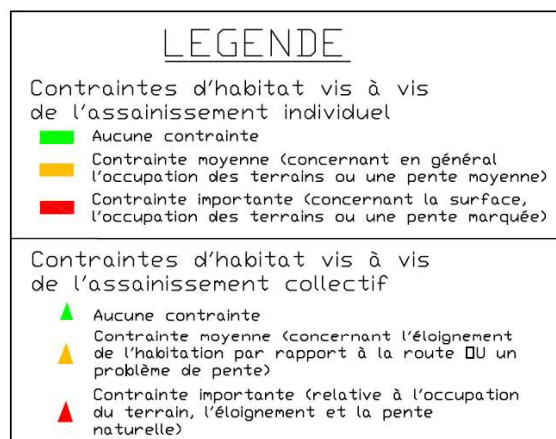 LEGENDE
Contraintes d'habitat vis à vis
de l'assainissement individuel
Aucune contrainte
Contrainte moyenne (concernant en général
l'occupation des terrains ou une pente moyenne)
Contrainte importante (concernant la surface,
l'occupation des terrains ou une pente marquée)
Contraintes d'habitat vis à vis
de l'assainissement collectif
Aucune contrainte
Contrainte moyenne (concernant l'éloignement
de l'habitation par rapport à la route □U un
problème de pente)
Contrainte importante (relative à l'occupation
du terrain, l'éloignement et la pente
naturelle)